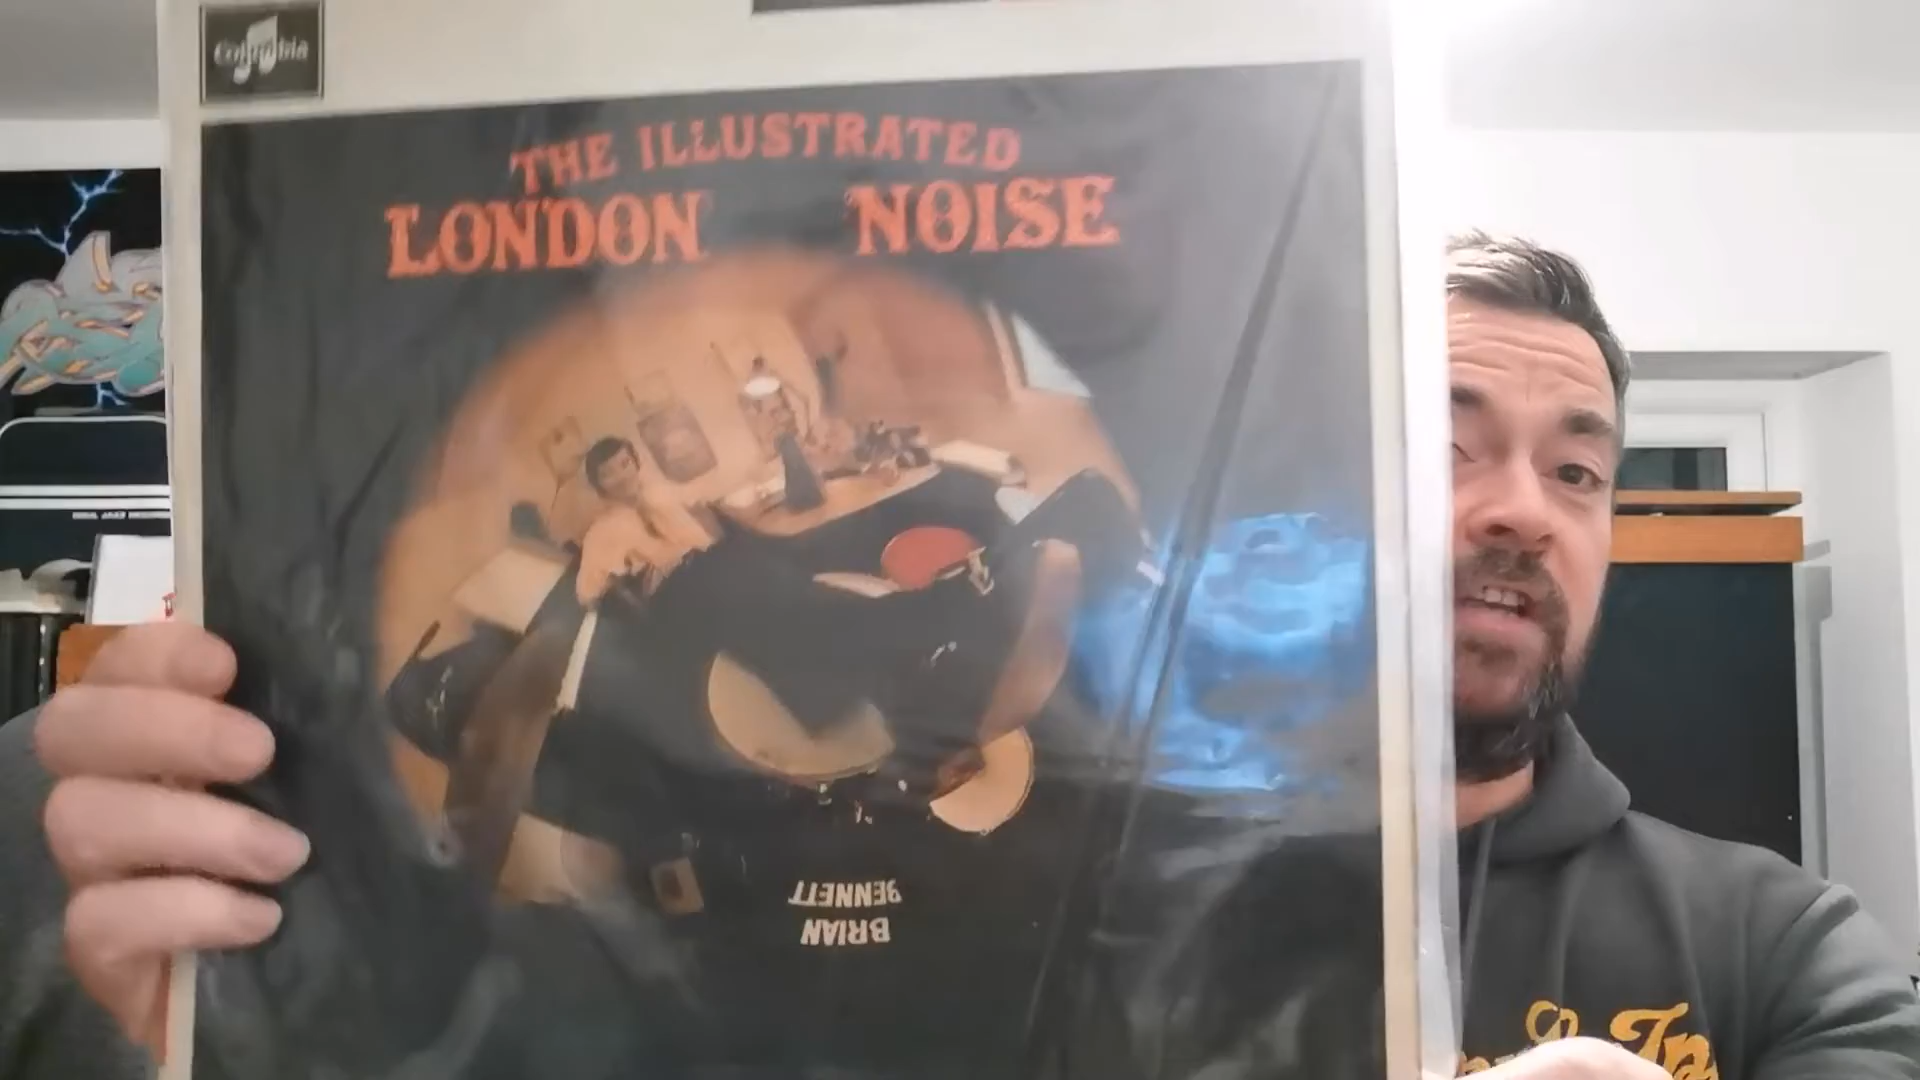 Columbia
THE ILLUSTRATED
LONDON NOISE
BRIAN
BENNETT